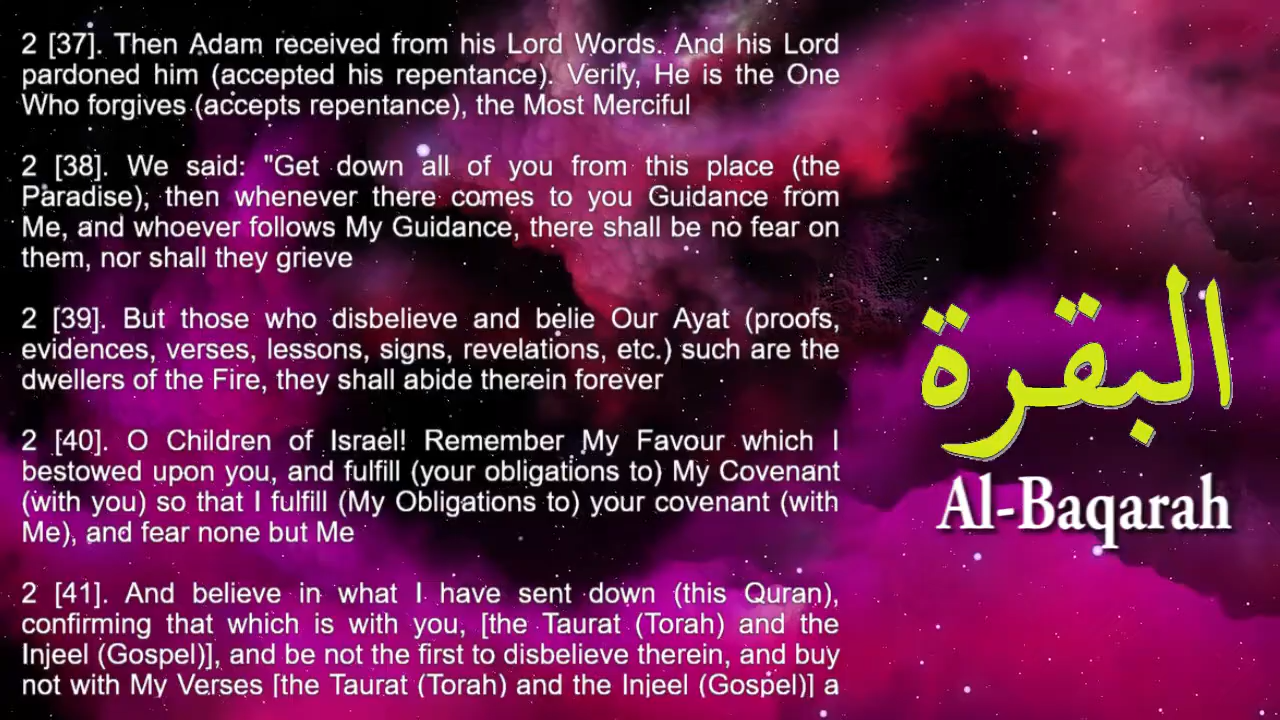 2 [37]. Then Adam received from his Lord Words. And his Lord
pardoned him (accepted his repentance). Verily, He is the One
Who forgives (accepts repentance), the Most Merciful
2 [38]. We said: "Get down all of you from this place (the
Paradise), then whenever there comes to you Guidance from
Me, and whoever follows My Guidance, there shall be no fear on
them, nor shall they grieve
2 [39]. But those who disbelieve and belie Our Ayat (proofs,
evidences, verses, lessons, signs, revelations, etc.) such are the
dwellers of the Fire, they shall abide therein forever
2 [40]. O Children of Israel! Remember My Favour which I
bestowed upon you, and fulfill (your obligations to) My Covenant
(with you) so that I fulfill (My Obligations to) your covenant (with
Me), and fear none but Me
2 [41]. And believe in what I have sent down (this Quran),
confirming that which is with you, [the Taurat (Torah) and the
Injeel (Gospel)], and be not the first to disbelieve therein, and buy
not with My Verses [the Taurat (Torah) and the Injeel (Gospel)] a
البقرة
Al-Baqarah